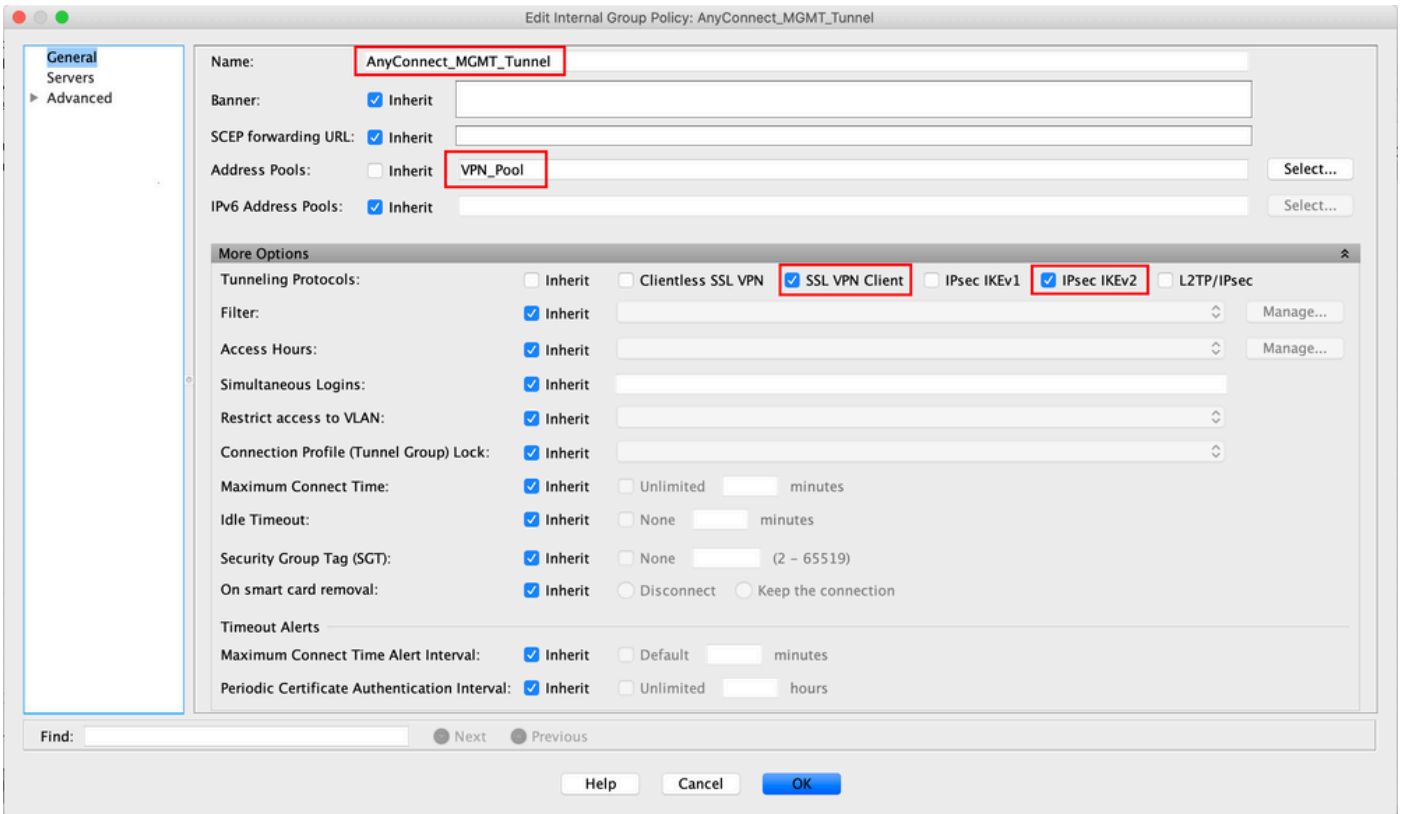 Edit Internal Group Policy: AnyConnect_MGMT_Tunnel
General
Servers
Advanced
Name: AnyConnect_MGMT_Tunnel
Banner: Inherit
SCEP forwarding URL: Inherit
Address Pools: Inherit VPN_Pool Select...
IPv6 Address Pools: Inherit Select...
More Options
Tunneling Protocols: Inherit Clientless SSL VPN SSL VPN Client IPsec IKEv1 IPsec IKEv2 L2TP/IPsec
Filter: Inherit Manage...
Access Hours: Inherit Manage...
Simultaneous Logins: Inherit
Restrict access to VLAN: Inherit
Connection Profile (Tunnel Group) Lock: Inherit
Maximum Connect Time: Inherit Unlimited minutes
Idle Timeout: Inherit None minutes
Security Group Tag (SGT): Inherit None (2 - 65519)
On smart card removal: Inherit Disconnect Keep the connection
Timeout Alerts
Maximum Connect Time Alert Interval: Inherit Default minutes
Periodic Certificate Authentication Interval: Inherit Unlimited hours
Find: Next Previous
Help Cancel OK